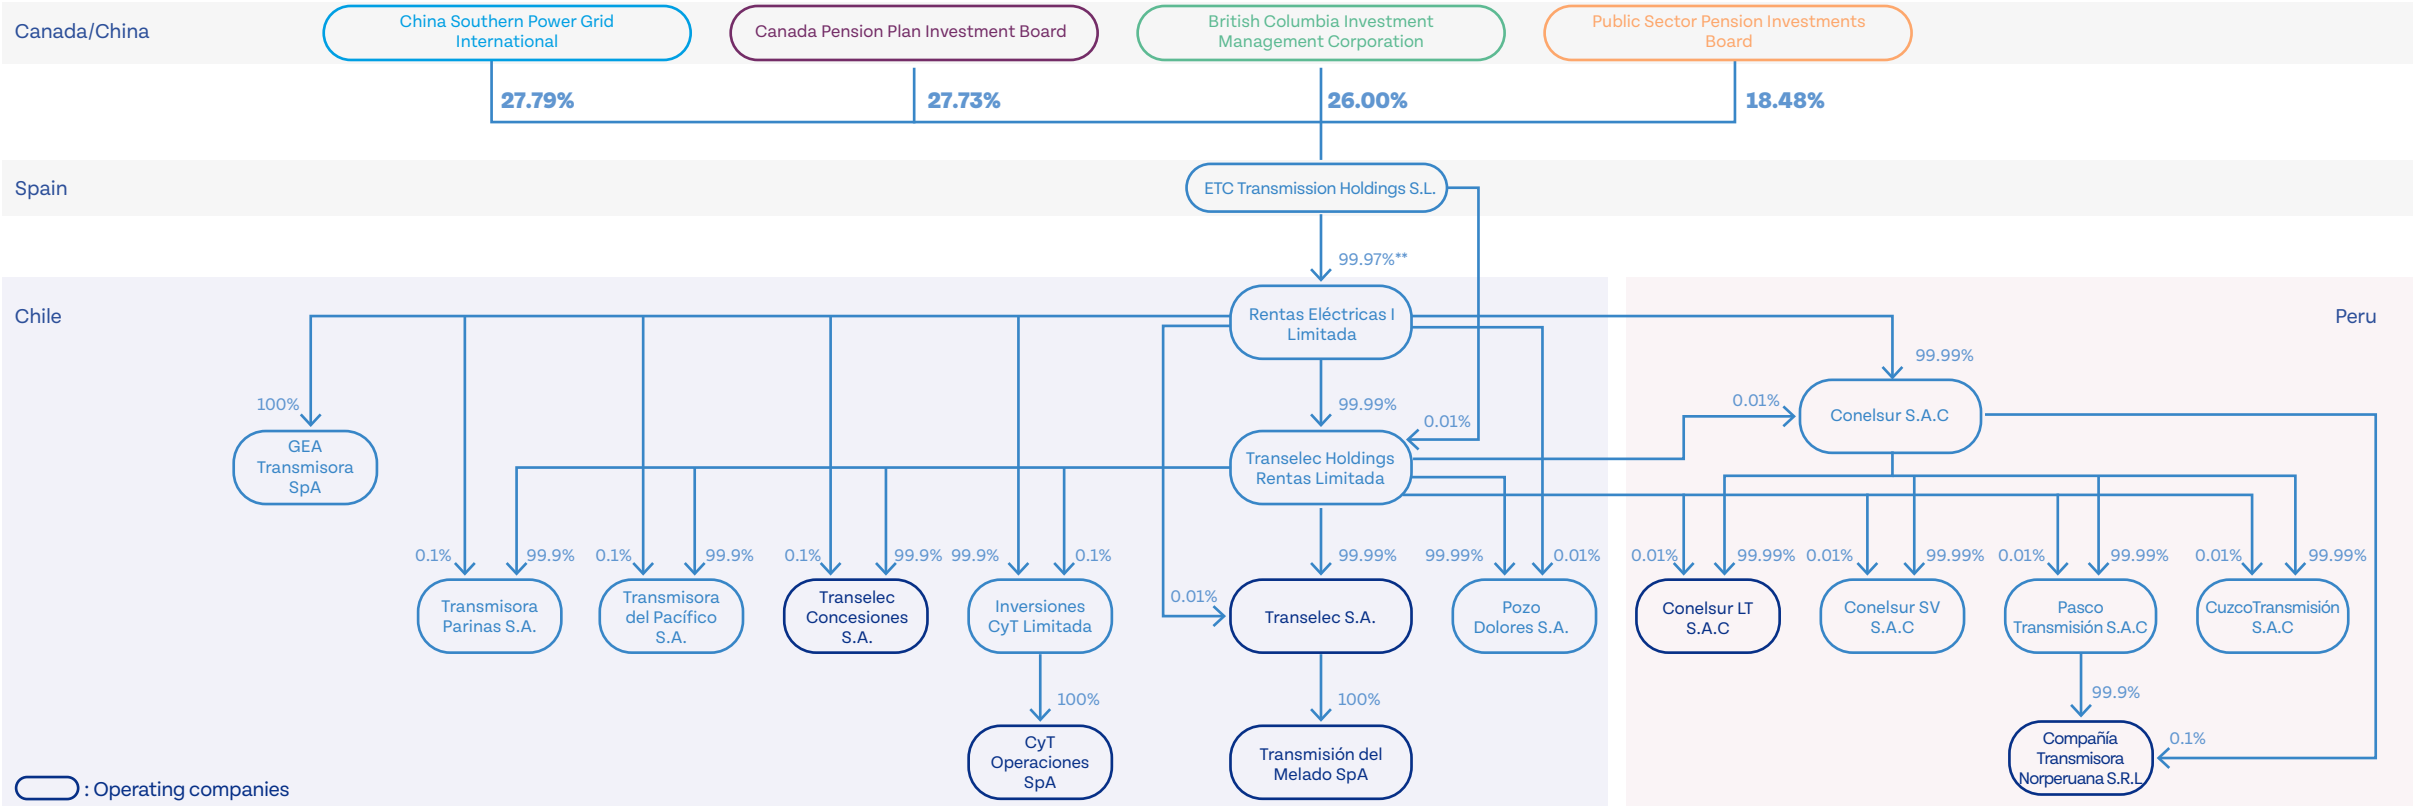 Canada/China
China Southern Power Grid
International
Canada Pension Plan Investment Board
British Columbia Investment
Management Corporation
Public Sector Pension Investments
Board
27.79%
27.73%
26.00%
18.48%
Spain
ETC Transmission Holdings S.L.
99.97%**
Chile
Rentas Eléctricas I
Limitada
Peru
99.99%
100%
99.99%
0.01%
0.01%
Conelsur S.A.C
GEA
Transmisora
SpA
Transelec Holdings
Rentas Limitada
0.1%
99.9%
0.1%
99.9%
0.1%
99.9%
99.9%
0.1%
99.99%
99.99%
0.01%
0.01%
99.99%
0.01%
99.99%
0.01%
99.99%
0.01%
99.99%
0.01%
Transmisora
Parinas S.A.
Transmisora
del Pacífico
S.A.
Transelec
Concesiones
S.A.
Inversiones
CyT Limitada
Transelec S.A.
Pozo
Dolores S.A.
Conelsur LT
S.A.C
Conelsur SV
S.A.C
Pasco
Transmisión S.A.C
CuzcoTransmisión
S.A.C
100%
100%
99.9%
CyT
Operaciones
SpA
Transmisión del
Melado SpA
Compañía
Transmisora
Norperuana S.R.L
0.1%
: Operating companies